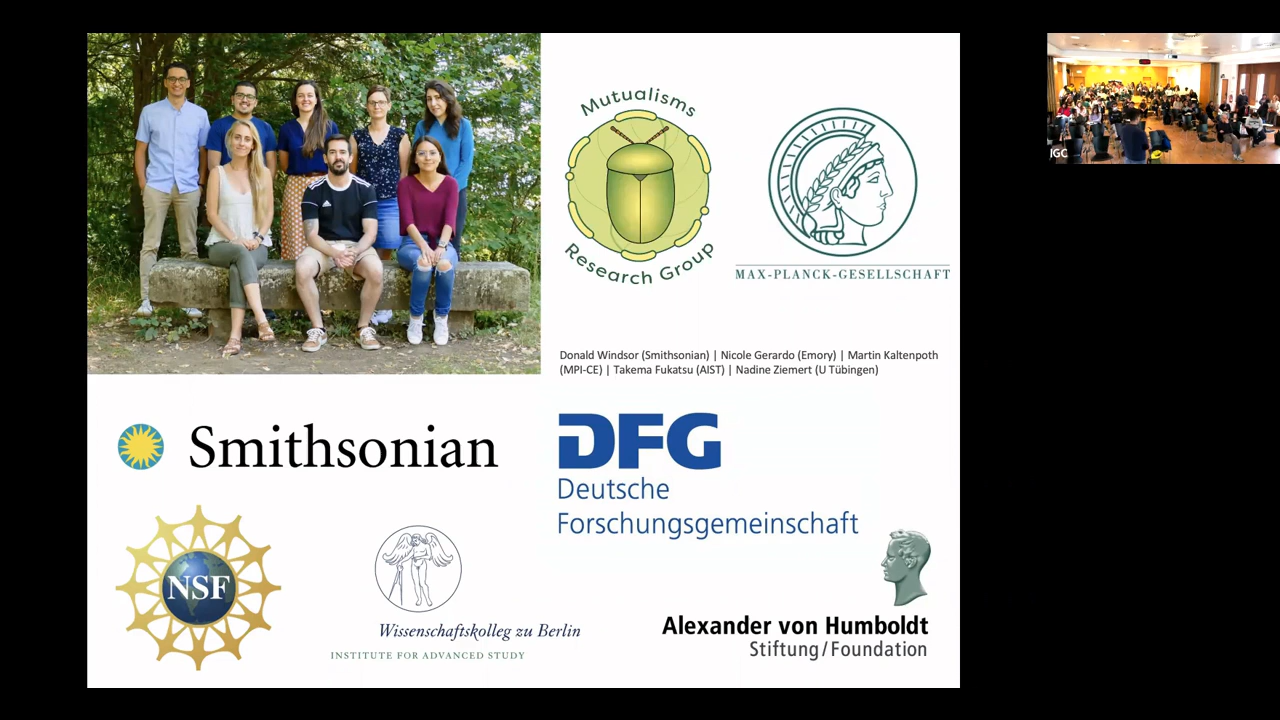 Mutualisms
Research Group
MAX-PLANCK-GESELLSCHAFT
IGC
Donald Windsor (Smithsonian) | Nicole Gerardo (Emory) | Martin Kaltenpoth
(MPI-CE) | Takema Fukatsu (AIST) | Nadine Ziemert (U Tübingen)
Smithsonian
DFG
Deutsche
Forschungsgemeinschaft
NSF
Wissenschaftskolleg zu Berlin
INSTITUTE FOR ADVANCED STUDY
Alexander von Humboldt
Stiftung/Foundation